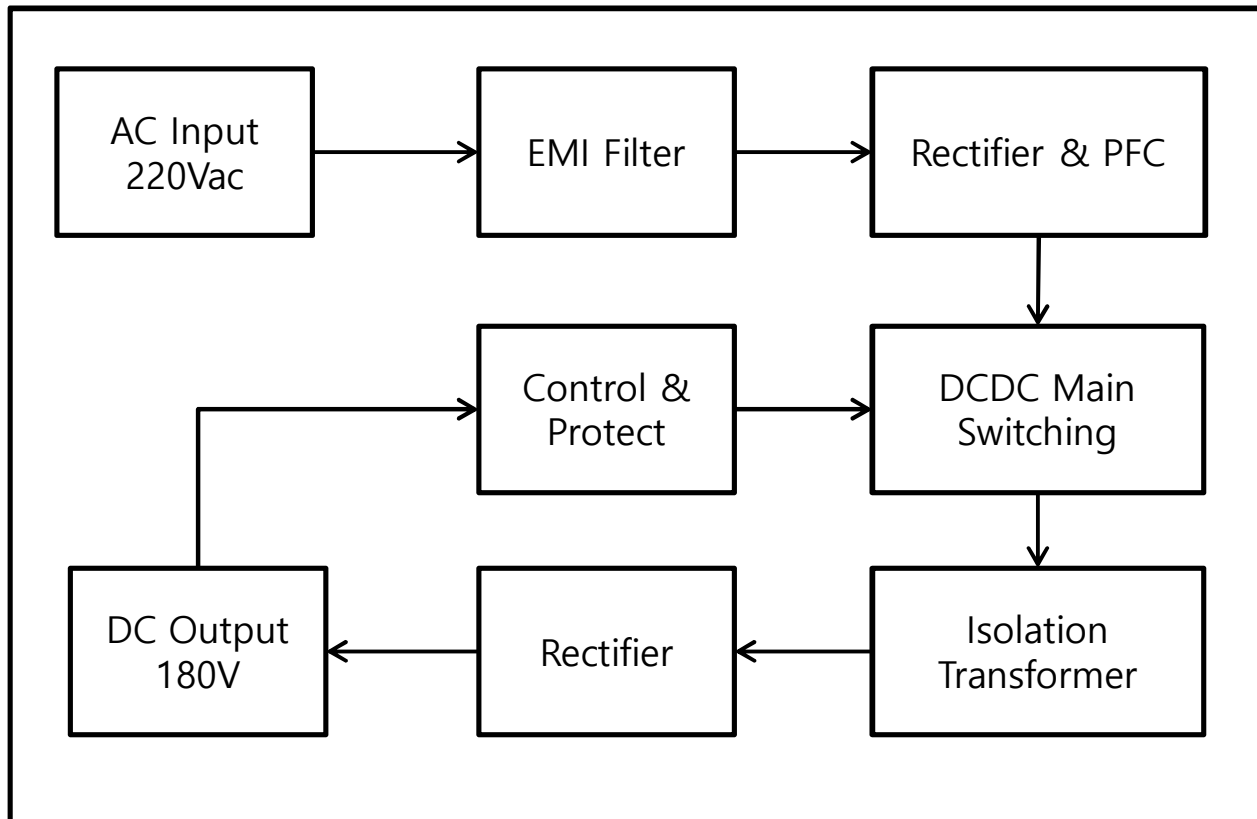 AC Input
220Vac
EMI Filter
Rectifier & PFC
Control &
Protect
DCDC Main
Switching
DC Output
180V
Rectifier
Isolation
Transformer